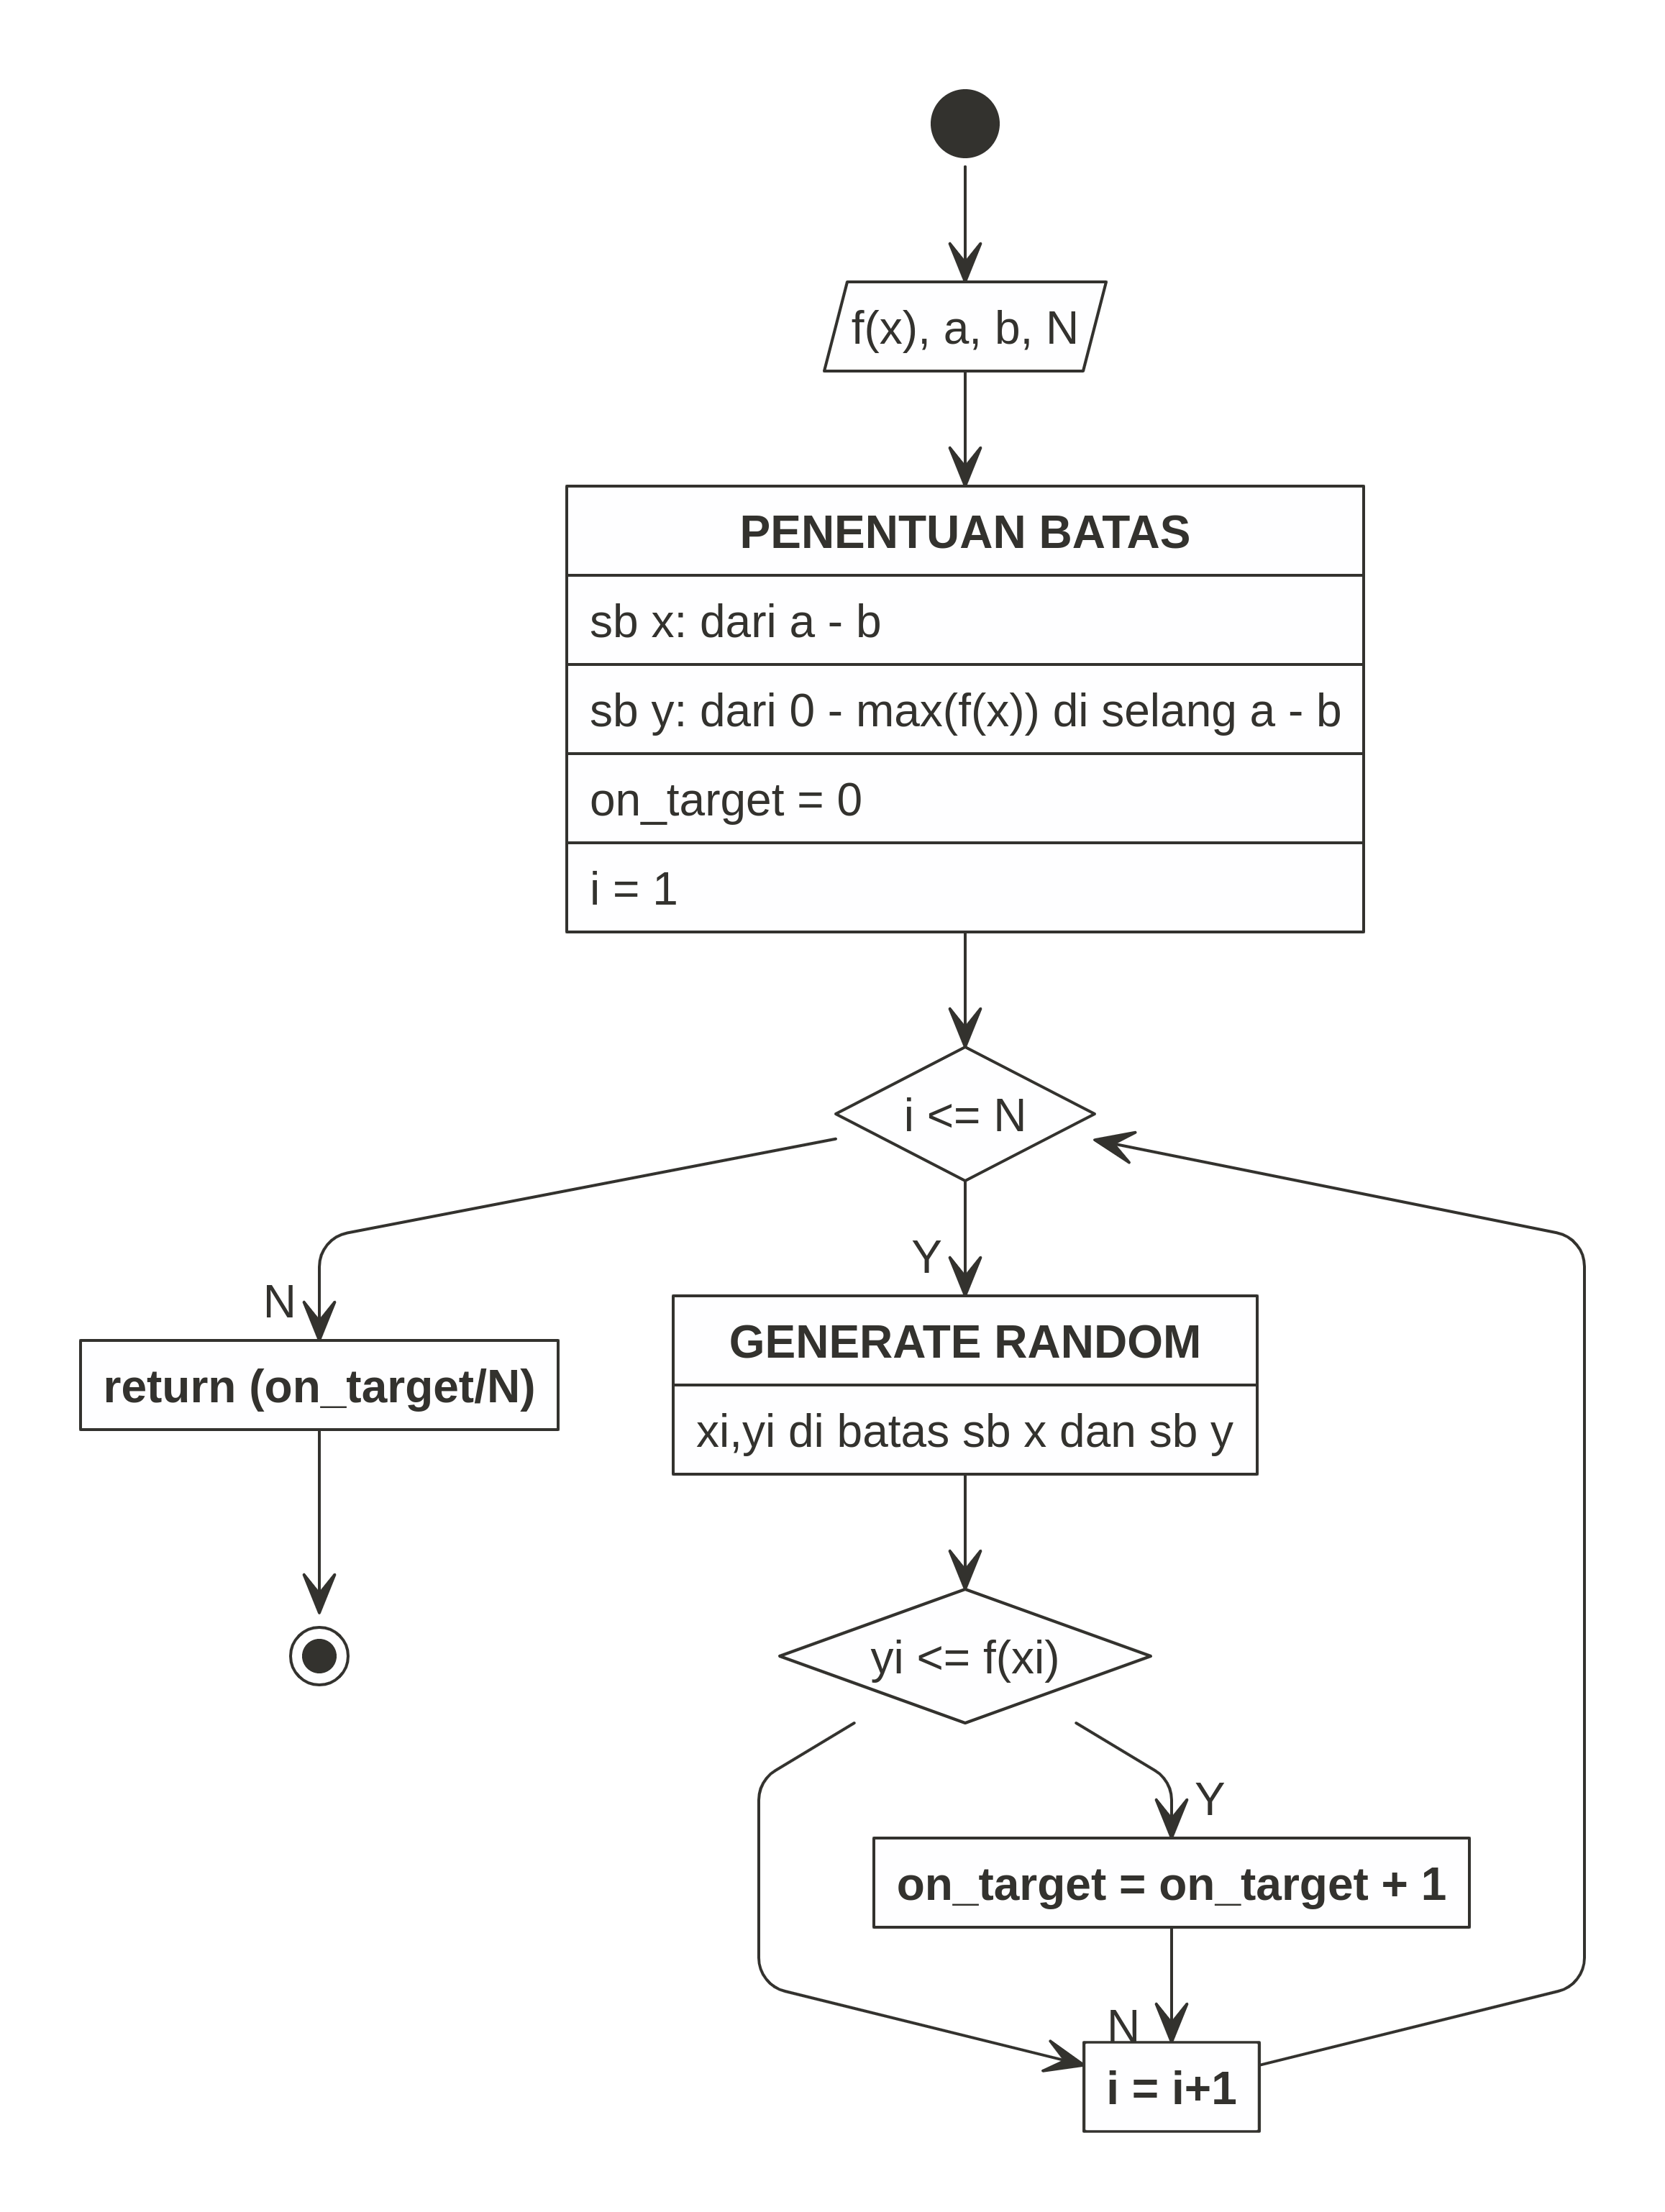 f(x), a, b, N
PENENTUAN BATAS
sb x: dari a - b
sb y: dari 0 - max(f(x)) di selang a - b
on_target = 0
i = 1
i <= N
N
Y
return (on_target/N)
GENERATE RANDOM
xi,yi di batas sb x dan sb y
yi <= f(xi)
Y
on_target = on_target + 1
N
i = i+1